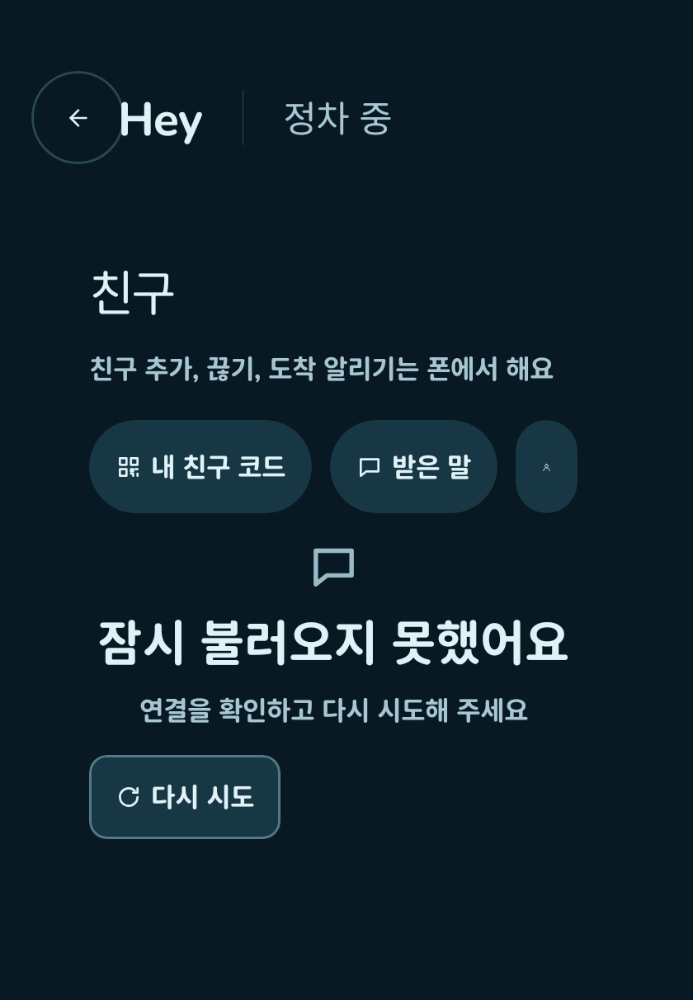 Hey 정차 중
친구
친구 추가, 끊기, 도착 알리기는 폰에서 해요
내 친구 코드 받은 말
잠시 불러오지 못했어요
연결을 확인하고 다시 시도해 주세요
다시 시도